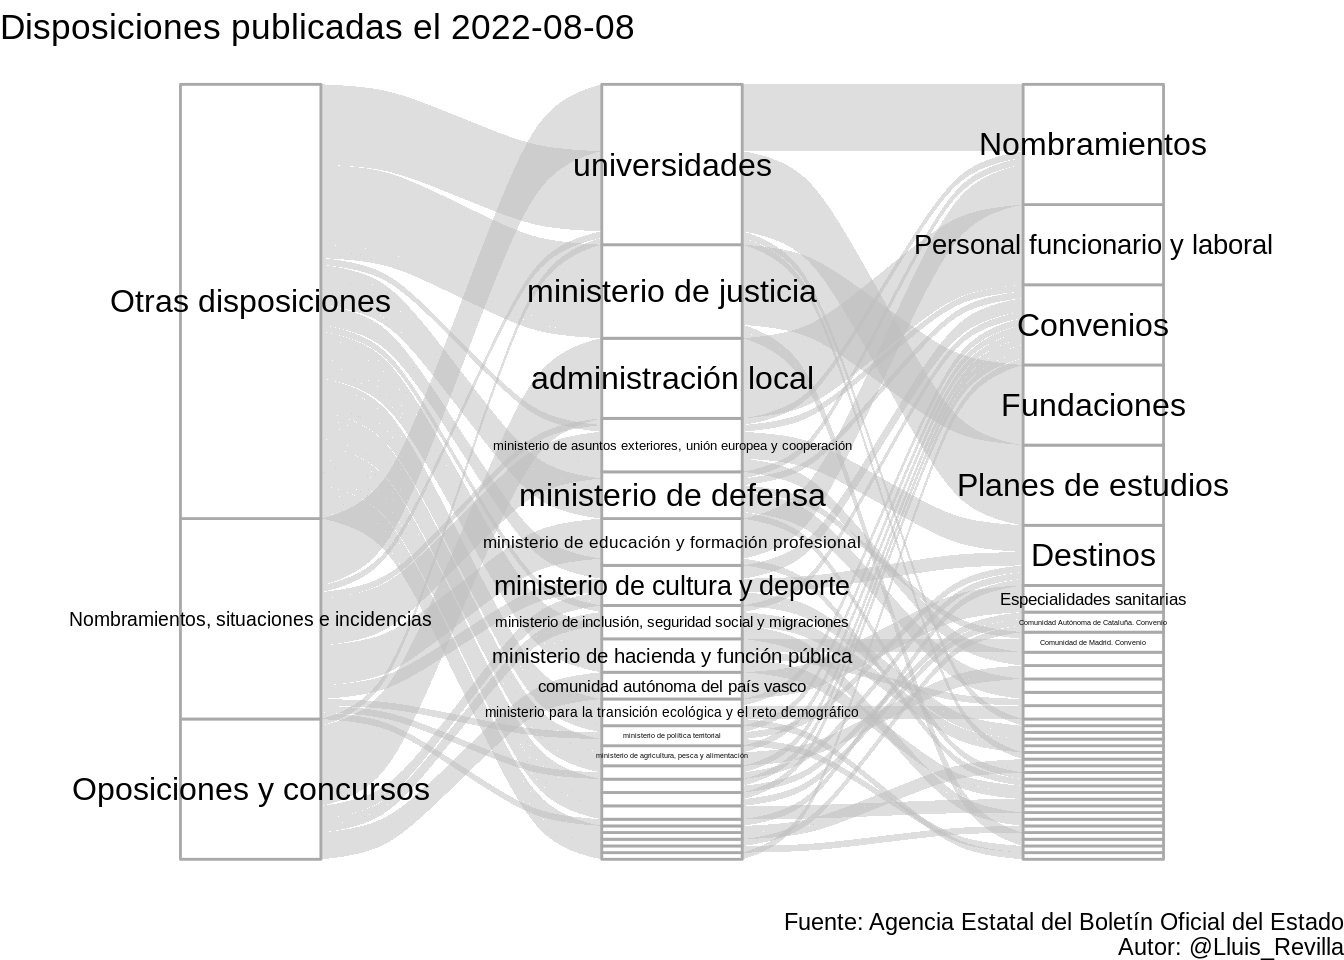 Disposiciones publicadas el 2022-08-08
Otras disposiciones
Nombramientos, situaciones e incidencias
Oposiciones y concursos
universidades
ministerio de justicia
administración local
ministerio de asuntos exteriores, unión europea y cooperación
ministerio de defensa
ministerio de educación y formación profesional
ministerio de cultura y deporte
ministerio de inclusión, seguridad social y migraciones
ministerio de hacienda y función pública
comunidad autónoma del país vasco
ministerio para la transición ecológica y el reto demográfico
ministerio de política territorial
ministerio de agricultura, pesca y alimentación
Nombramientos
Personal funcionario y laboral
Convenios
Fundaciones
Planes de estudios
Destinos
Especialidades sanitarias
Comunidad Autónoma de Cataluña. Convenio
Comunidad de Madrid. Convenio
Fuente: Agencia Estatal del Boletín Oficial del Estado
Autor: @Lluis_Revilla